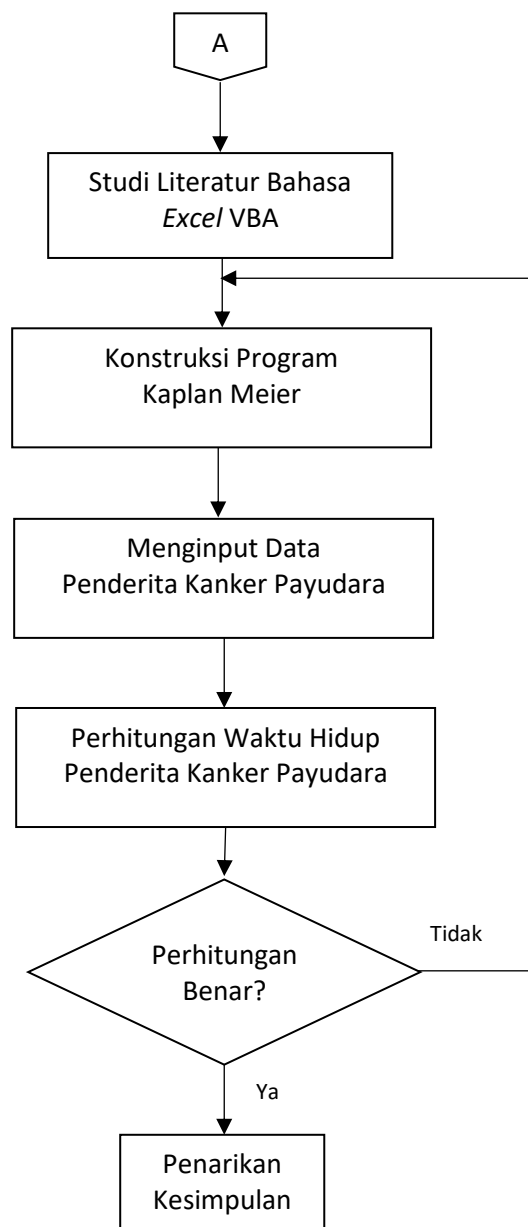 A
Studi Literatur Bahasa
Excel VBA
Konstruksi Program
Kaplan Meier
Menginput Data
Penderita Kanker Payudara
Perhitungan Waktu Hidup
Penderita Kanker Payudara
Perhitungan
Benar?
Tidak
Ya
Penarikan
Kesimpulan